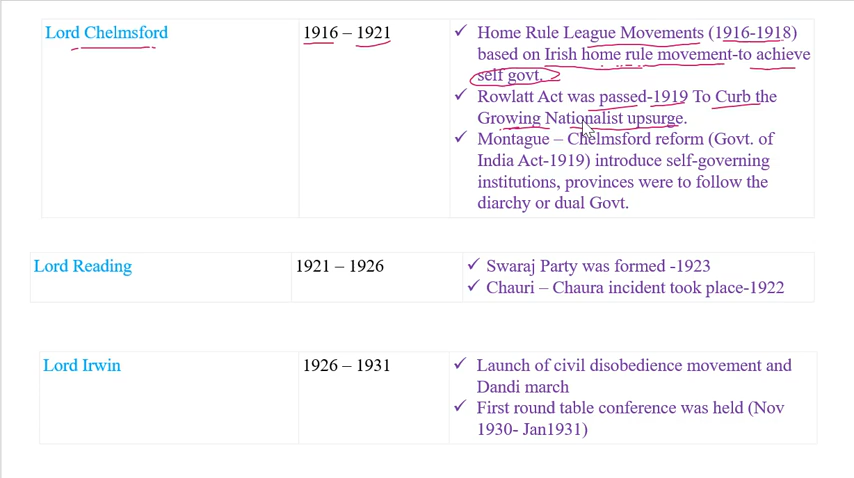 Lord Chelmsford
1916 – 1921
✓ Home Rule League Movements (1916-1918)
based on Irish home rule movement-to achieve
self govt.
✓ Rowlatt Act was passed-1919 To Curb the
Growing Nationalist upsurge.
✓ Montague – Chelmsford reform (Govt. of
India Act-1919) introduce self-governing
institutions, provinces were to follow the
diarchy or dual Govt.
Lord Reading
1921 – 1926
✓ Swaraj Party was formed -1923
✓ Chauri – Chaura incident took place-1922
Lord Irwin
1926 – 1931
✓ Launch of civil disobedience movement and
Dandi march
✓ First round table conference was held (Nov
1930- Jan1931)